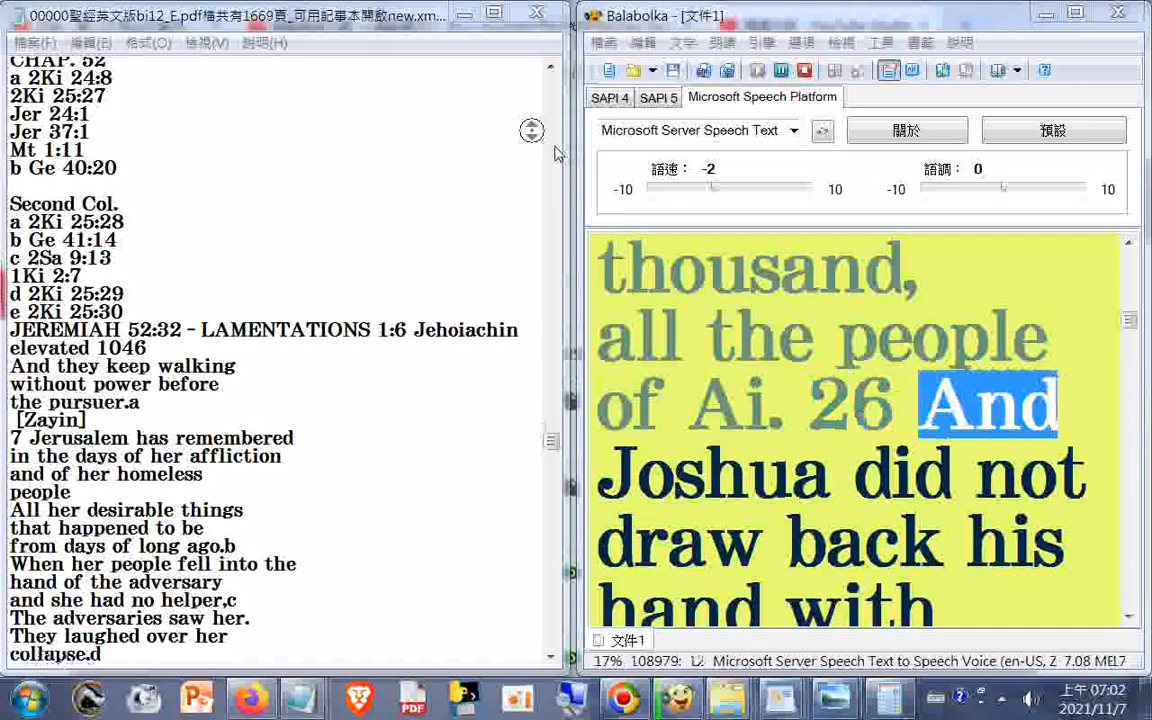 00000聖經英文版bi12_E.pdf檔共有1669頁_可用記事本開啟new.xm...
檔案(F) 編輯(E) 格式(O) 檢視(V) 說明(H)
CHAP. 52
a 2Ki 24:8
2Ki 25:27
Jer 24:1
Jer 37:1
Mt 1:11
b Ge 40:20
Second Col.
a 2Ki 25:28
b Ge 41:14
c 2Sa 9:13
1Ki 2:7
d 2Ki 25:29
e 2Ki 25:30
JEREMIAH 52:32 - LAMENTATIONS 1:6 Jehoiachin
elevated 1046
And they keep walking
without power before
the pursuer.a
[Zayin]
7 Jerusalem has remembered
in the days of her affliction
and of her homeless
people
All her desirable things
that happened to be
from days of long ago.b
When her people fell into the
hand of the adversary
and she had no helper,c
The adversaries saw her.
They laughed over her
collapse.d
Balabolka - [文件1]
檔案 編輯 文字 朗讀 引擎 選項 檢視 工具 書籤 說明
SAPI 4 SAPI 5 Microsoft Speech Platform
Microsoft Server Speech Text 關於 預設
語速： -2 語調： 0
-10 10 -10 10
thousand,
all the people
of Ai. 26 And
Joshua did not
draw back his
hand with
文件1
17% 108979: Microsoft Server Speech Text to Speech Voice (en-US, Z 7.08 MEL7
PDF
上午 07:02
2021/11/7